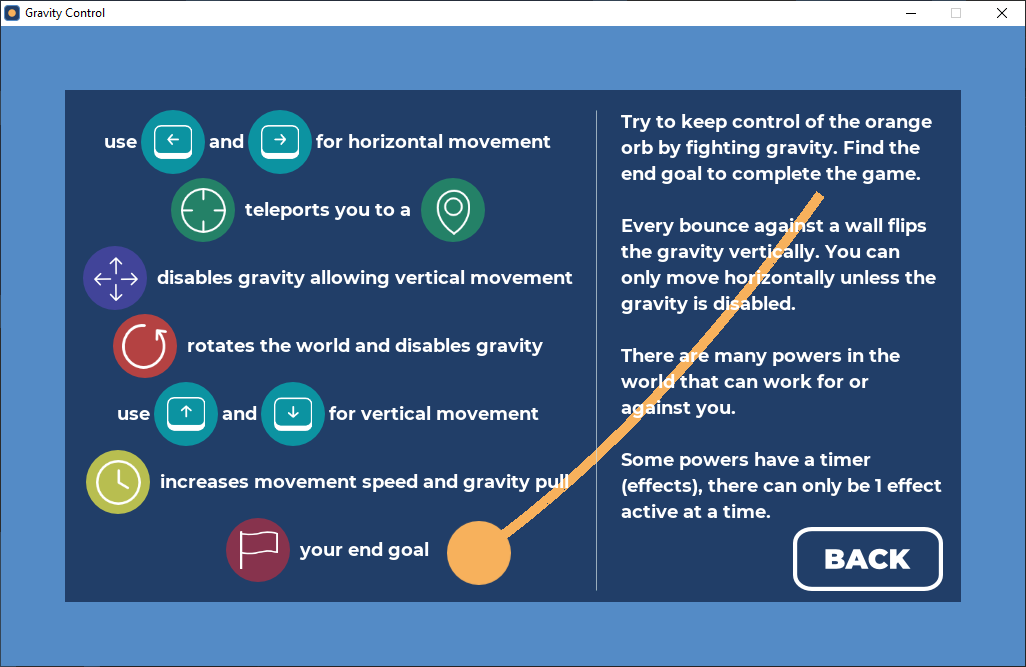 Gravity Control
use and for horizontal movement
teleports you to a
disables gravity allowing vertical movement
rotates the world and disables gravity
use and for vertical movement
increases movement speed and gravity pull
your end goal
Try to keep control of the orange
orb by fighting gravity. Find the
end goal to complete the game.
Every bounce against a wall flips
the gravity vertically. You can
only move horizontally unless the
gravity is disabled.
There are many powers in the
world that can work for or
against you.
Some powers have a timer
(effects), there can only be 1 effect
active at a time.
BACK